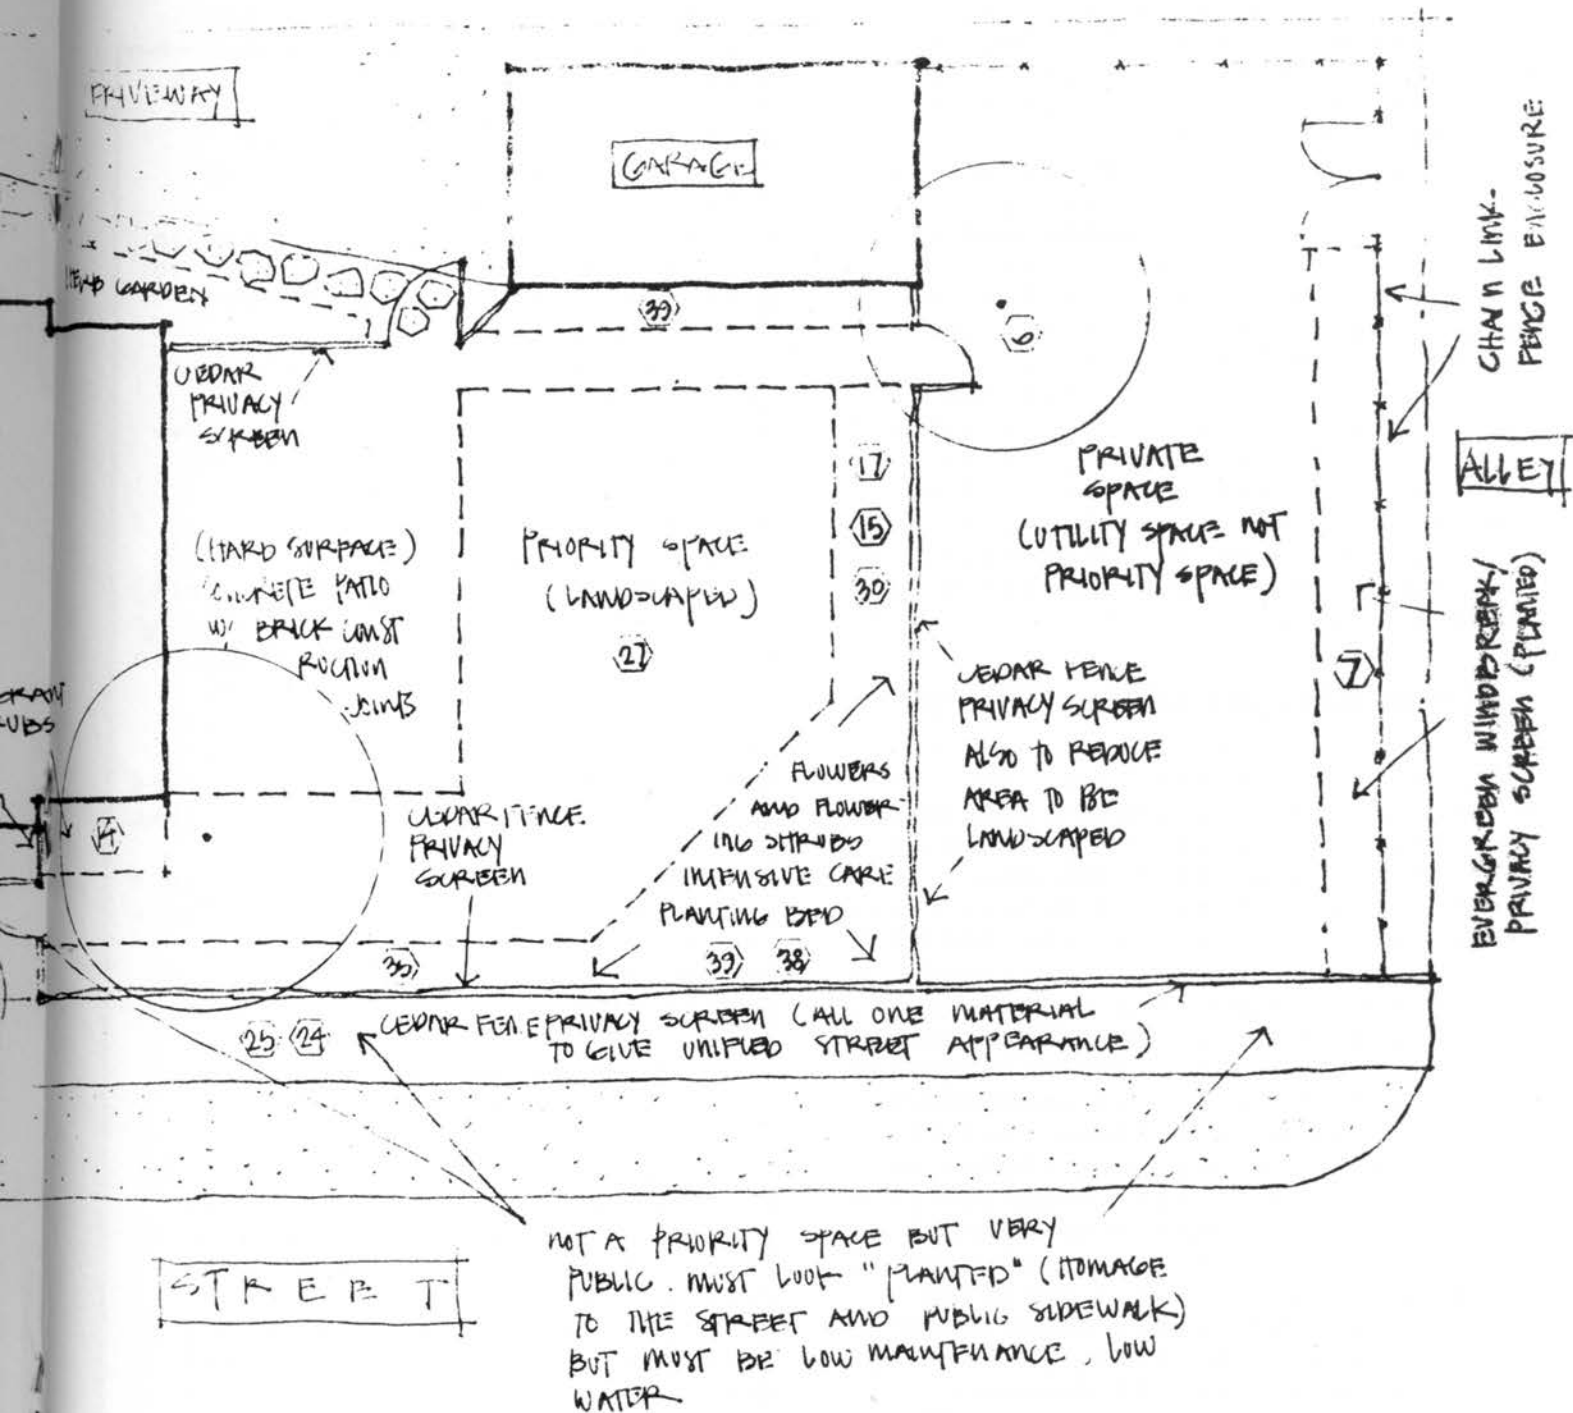 DRIVEWAY
GARAGE
HERB GARDEN
39
6
CHAIN LINK
FENCE ENCLOSURE
CEDAR
PRIVACY
SCREEN
ALLEY
17
15
30
PRIVATE
SPACE
(UTILITY SPACE NOT
PRIORITY SPACE)
(HARD SURFACE)
CONCRETE PATIO
W/ BRICK CONST
RUCTION
JOINTS
PRIORITY SPACE
(LANDSCAPED)
27
EVERGREEN WINDBREAK/
PRIVACY SCREEN (PLANTED)
7
CEDAR FENCE
PRIVACY SCREEN
ALSO TO REDUCE
AREA TO BE
LANDSCAPED
14
CEDAR FENCE
PRIVACY
SCREEN
FLOWERS
AND FLOWER-
ING SHRUBS
INTENSIVE CARE
PLANTING BED
39 38
25 24
CEDAR FENCE PRIVACY SCREEN (ALL ONE MATERIAL
TO GIVE UNIFIED STREET APPEARANCE)
STREET
NOT A PRIORITY SPACE BUT VERY
PUBLIC. MUST LOOK "PLANTED" (HOMAGE
TO THE STREET AND PUBLIC SIDEWALK)
BUT MUST BE LOW MAINTENANCE, LOW
WATER